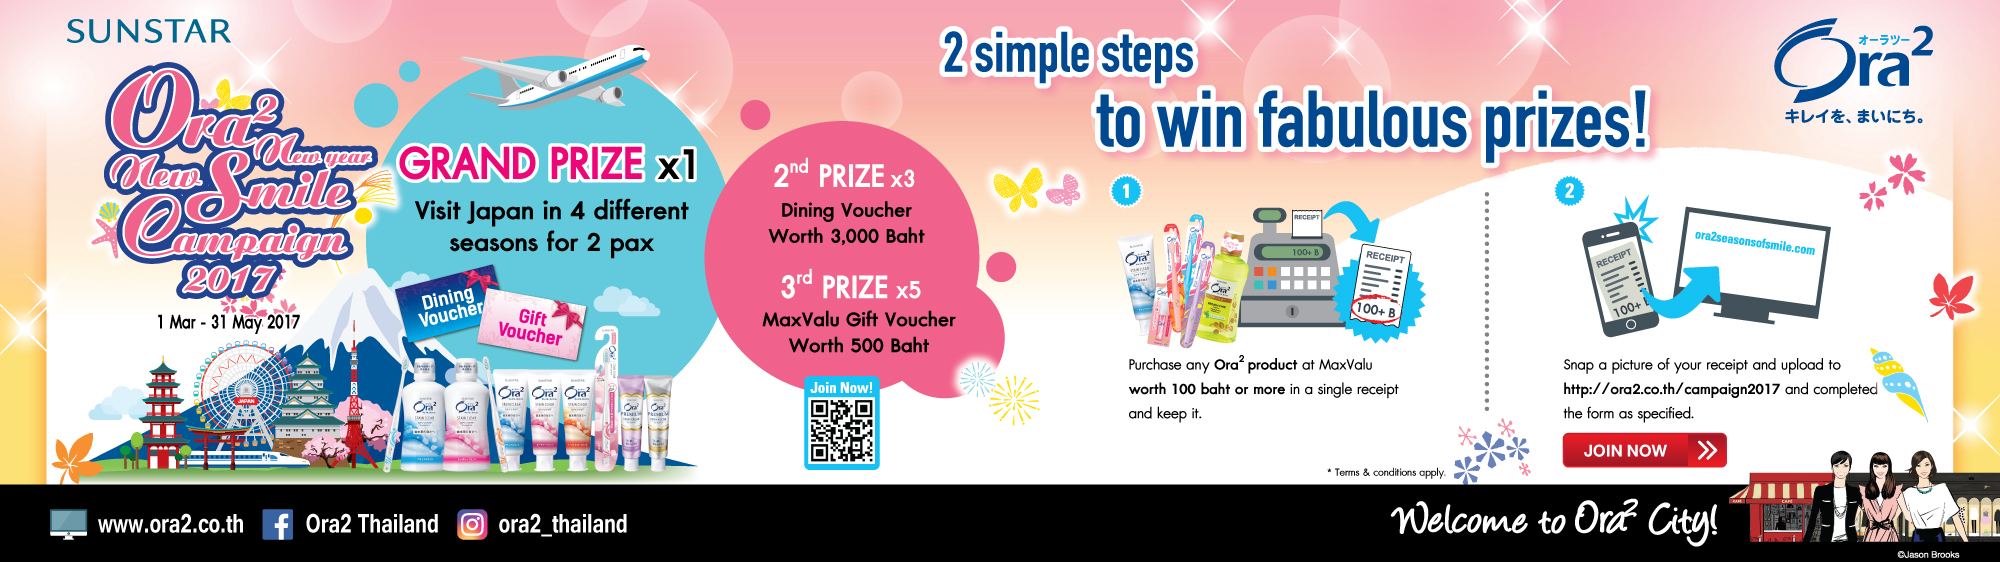 SUNSTAR
Ora2
New year
New Smile
Campaign
2017
1 Mar - 31 May 2017
JAPAN
GRAND PRIZE x1
Visit Japan in 4 different
seasons for 2 pax
Dining
Voucher
Gift
Voucher
2nd PRIZE x3
Dining Voucher
Worth 3,000 Baht
3rd PRIZE x5
MaxValu Gift Voucher
Worth 500 Baht
Join Now!
2 simple steps
to win fabulous prizes!
オーラツー
Ora2
キレイを、まいにち。
1
RECEIPT
100+ B
RECEIPT
100+ B
Purchase any Ora2 product at MaxValu
worth 100 baht or more in a single receipt
and keep it.
* Terms & conditions apply.
2
RECEIPT
100+ B
ora2seasonsofsmile.com
Snap a picture of your receipt and upload to
http://ora2.co.th/campaign2017 and completed
the form as specified.
JOIN NOW
www.ora2.co.th
Ora2 Thailand
ora2_thailand
Welcome to Ora2 City!
CAFE
©Jason Brooks